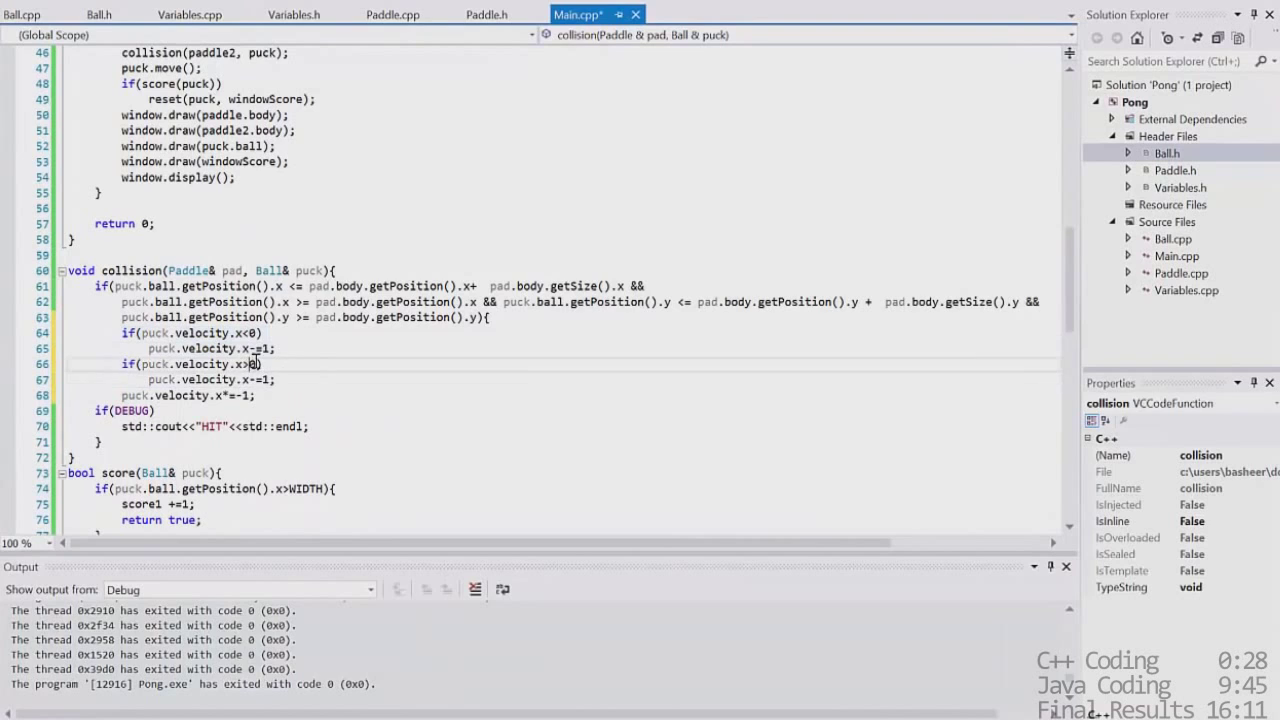 Ball.cpp Ball.h Variables.cpp Variables.h Paddle.cpp Paddle.h Main.cpp*
(Global Scope) collision(Paddle & pad, Ball & puck)
46 collision(paddle2, puck);
47 puck.move();
48 if(score(puck))
49 reset(puck, windowScore);
50 window.draw(paddle.body);
51 window.draw(paddle2.body);
52 window.draw(puck.ball);
53 window.draw(windowScore);
54 window.display();
55 }
56
57 return 0;
58 }
59
60 void collision(Paddle& pad, Ball& puck){
61 if(puck.ball.getPosition().x <= pad.body.getPosition().x+ pad.body.getSize().x &&
62 puck.ball.getPosition().x >= pad.body.getPosition().x && puck.ball.getPosition().y <= pad.body.getPosition().y + pad.body.getSize().y &&
63 puck.ball.getPosition().y >= pad.body.getPosition().y){
64 if(puck.velocity.x<0)
65 puck.velocity.x-=1;
66 if(puck.velocity.x>0)
67 puck.velocity.x-=1;
68 puck.velocity.x*=-1;
69 if(DEBUG)
70 std::cout<<"HIT"<<std::endl;
71 }
72 }
73 bool score(Ball& puck){
74 if(puck.ball.getPosition().x>WIDTH){
75 score1 +=1;
76 return true;
100 %
Output
Show output from: Debug
The thread 0x2910 has exited with code 0 (0x0).
The thread 0x2f34 has exited with code 0 (0x0).
The thread 0x2958 has exited with code 0 (0x0).
The thread 0x1520 has exited with code 0 (0x0).
The thread 0x39d0 has exited with code 0 (0x0).
The program '[12916] Pong.exe' has exited with code 0 (0x0).
Solution Explorer
Search Solution Explorer (Ctrl+;)
Solution 'Pong' (1 project)
Pong
External Dependencies
Header Files
Ball.h
Paddle.h
Variables.h
Resource Files
Source Files
Ball.cpp
Main.cpp
Paddle.cpp
Variables.cpp
Properties
collision VCCodeFunction
C++
(Name) collision
File c:\users\basheer\do
FullName collision
IsInjected False
IsInline False
IsOverloaded False
IsSealed False
IsTemplate False
TypeString void
C++
C++ Coding 0:28
Java Coding 9:45
Final Results 16:11